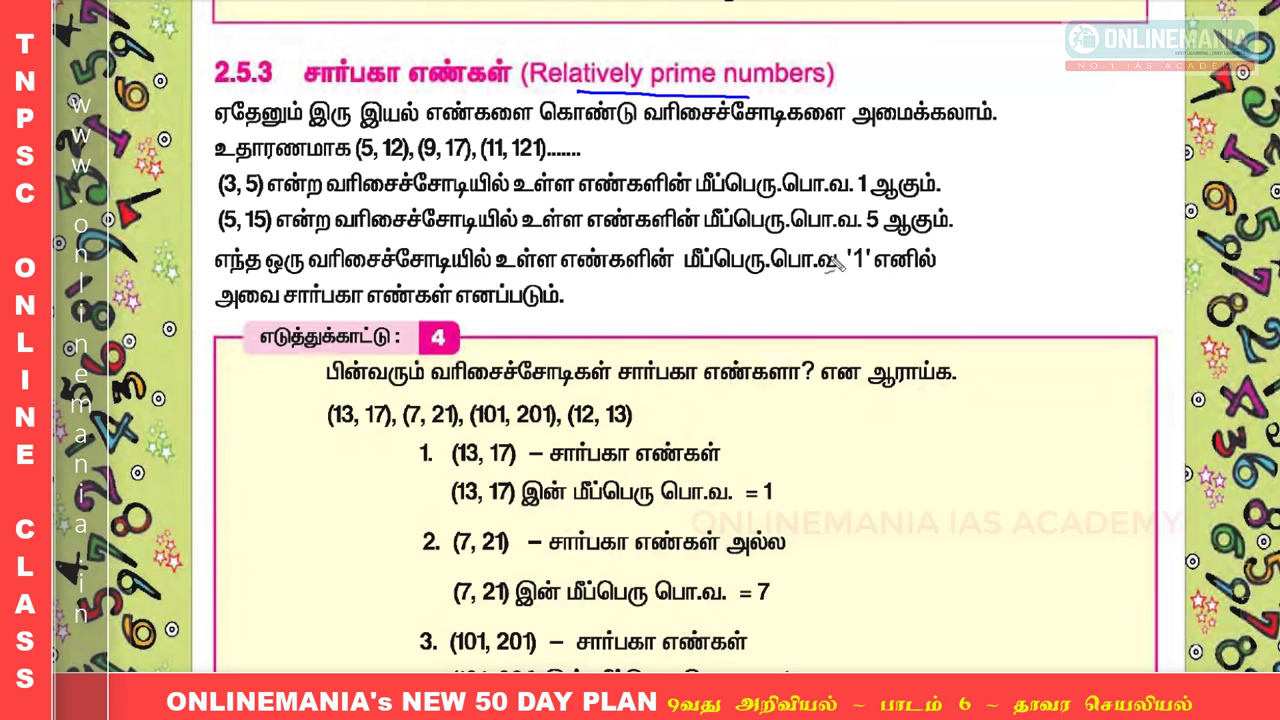 TNPSC ONLINE CLASS
www.onlinemania.in
ONLINEMANIA
NO.1 IAS ACADEMY
2.5.3 சார்பகா எண்கள் (Relatively prime numbers)
ஏதேனும் இரு இயல் எண்களை கொண்டு வரிசைச்சோடிகளை அமைக்கலாம்.
உதாரணமாக (5, 12), (9, 17), (11, 121).......
(3, 5) என்ற வரிசைச்சோடியில் உள்ள எண்களின் மீப்பெரு.பொ.வ. 1 ஆகும்.
(5, 15) என்ற வரிசைச்சோடியில் உள்ள எண்களின் மீப்பெரு.பொ.வ. 5 ஆகும்.
எந்த ஒரு வரிசைச்சோடியில் உள்ள எண்களின் மீப்பெரு.பொ.வ. '1' எனில்
அவை சார்பகா எண்கள் எனப்படும்.
எடுத்துக்காட்டு : 4
பின்வரும் வரிசைச்சோடிகள் சார்பகா எண்களா? என ஆராய்க.
(13, 17), (7, 21), (101, 201), (12, 13)
1. (13, 17) – சார்பகா எண்கள்
(13, 17) இன் மீப்பெரு பொ.வ. = 1
ONLINEMANIA IAS ACADEMY
2. (7, 21) – சார்பகா எண்கள் அல்ல
(7, 21) இன் மீப்பெரு பொ.வ. = 7
3. (101, 201) – சார்பகா எண்கள்
ONLINEMANIA's NEW 50 DAY PLAN 9வது அறிவியல் ~ பாடம் 6 ~ தாவர செயலியல்